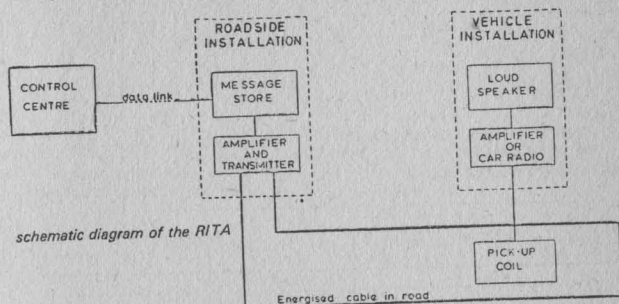 ROADSIDE
INSTALLATION
VEHICLE
INSTALLATION
CONTROL
CENTRE
data link
MESSAGE
STORE
LOUD
SPEAKER
AMPLIFIER
AND
TRANSMITTER
AMPLIFIER
OR
CAR RADIO
schematic diagram of the RITA
PICK-UP
COIL
Energised cable in road